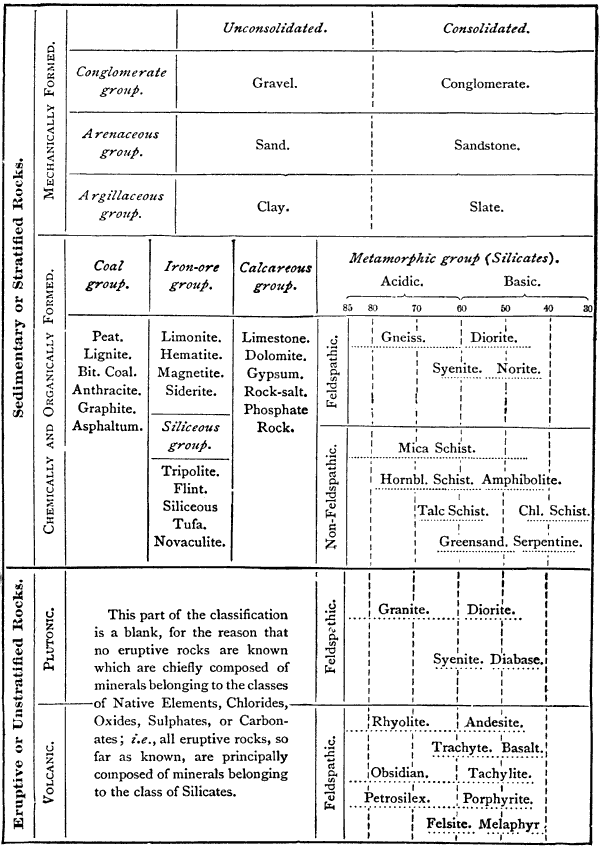 Sedimentary or Stratified Rocks.
MECHANICALLY FORMED.
Unconsolidated. Consolidated.
Conglomerate group. Gravel. Conglomerate.
Arenaceous group. Sand. Sandstone.
Argillaceous group. Clay. Slate.
CHEMICALLY AND ORGANICALLY FORMED.
Coal group.
Peat.
Lignite.
Bit. Coal.
Anthracite.
Graphite.
Asphaltum.
Iron-ore group.
Limonite.
Hematite.
Magnetite.
Siderite.
Siliceous group.
Tripolite.
Flint.
Siliceous
Tufa.
Novaculite.
Calcareous group.
Limestone.
Dolomite.
Gypsum.
Rock-salt.
Phosphate
Rock.
Metamorphic group (Silicates).
Acidic. Basic.
85 80 70 60 50 40 30
Feldspathic.
Gneiss. Diorite.
Syenite. Norite.
Non-Feldspathic.
Mica Schist.
Hornbl. Schist. Amphibolite.
Talc Schist. Chl. Schist.
Greensand. Serpentine.
Eruptive or Unstratified Rocks.
PLUTONIC.
VOLCANIC.
This part of the classification
is a blank, for the reason that
no eruptive rocks are known
which are chiefly composed of
minerals belonging to the classes
of Native Elements, Chlorides,
Oxides, Sulphates, or Carbon-
ates; i.e., all eruptive rocks, so
far as known, are principally
composed of minerals belonging
to the class of Silicates.
Feldspathic.
Granite. Diorite.
Syenite. Diabase.
Feldspathic.
Rhyolite. Andesite.
Trachyte. Basalt.
Obsidian. Tachylite.
Petrosilex. Porphyrite.
Felsite. Melaphyr